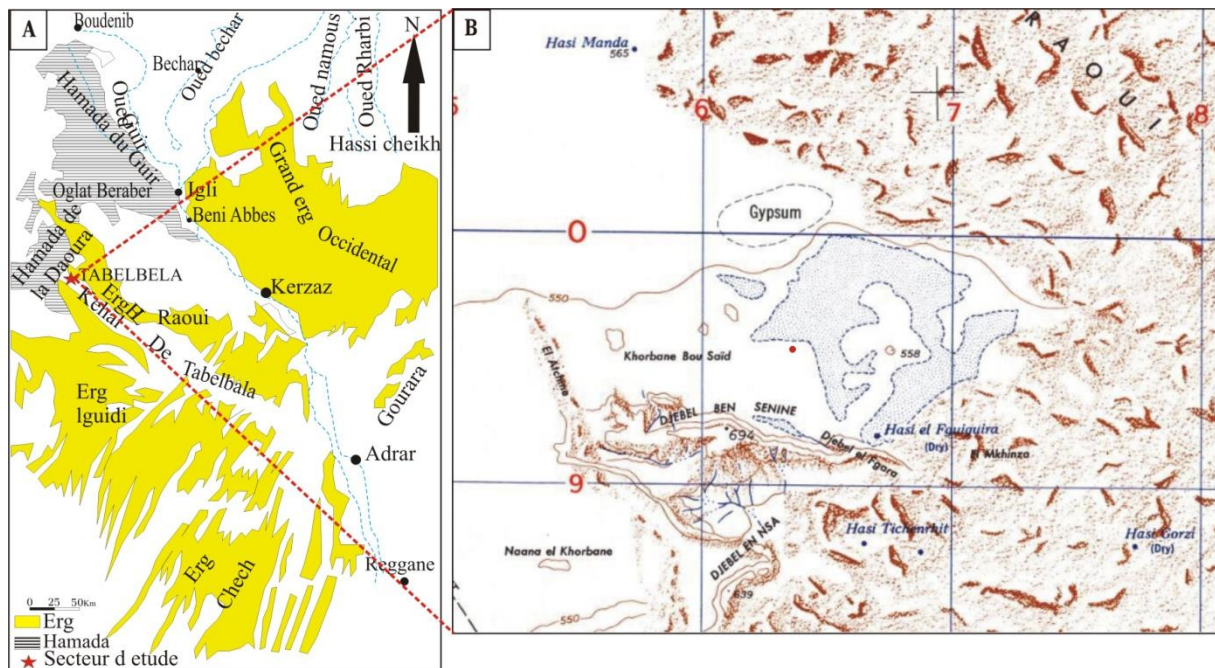 A
Boudenib
Bechar
Oued bechar
Oued namous
Oued Rharbi
N
Hassi cheikh
Oued Guir
Hamada du Guir
Grand erg
Occidental
Oglat Beraber
Igli
Beni Abbes
Hamada de
la Daoura
TABELBELA
Kerzaz
ErgH Raoui
Kehal De Tabelbala
Erg
Iguidi
Gourara
Adrar
Erg
Chech
Reggane
0 25 50Km
Erg
Hamada
Secteur d etude
B
Hasi Manda
565
R A O U I
6
7
8
Gypsum
0
550
El Atchna
Khorbane Bou Saïd
558
DJEBEL BEN SENINE
694
Djebel el Fgara
Hasi el Fguiguira
(Dry)
El Mkhinza
9
Hasi Tichenrhit
Hasi Gorzi
(Dry)
Naana el Khorbane
DJEBEL EN NSA
639
550